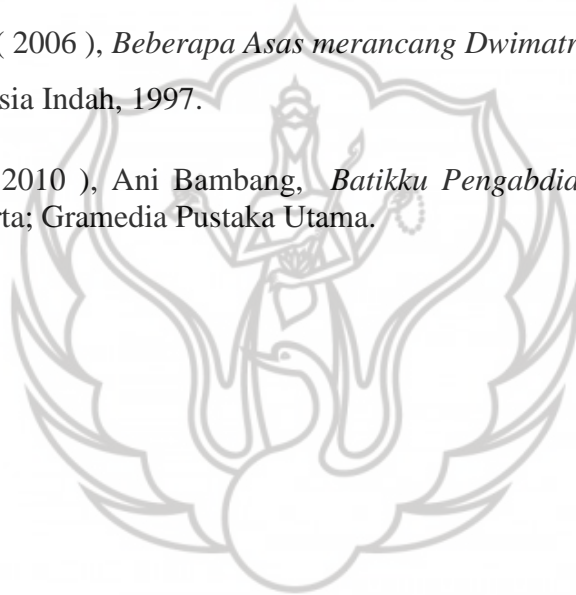 ( 2006 ), Beberapa Asas merancang Dwimatr
sia Indah, 1997.
2010 ), Ani Bambang, Batikku Pengabdia
rta; Gramedia Pustaka Utama.